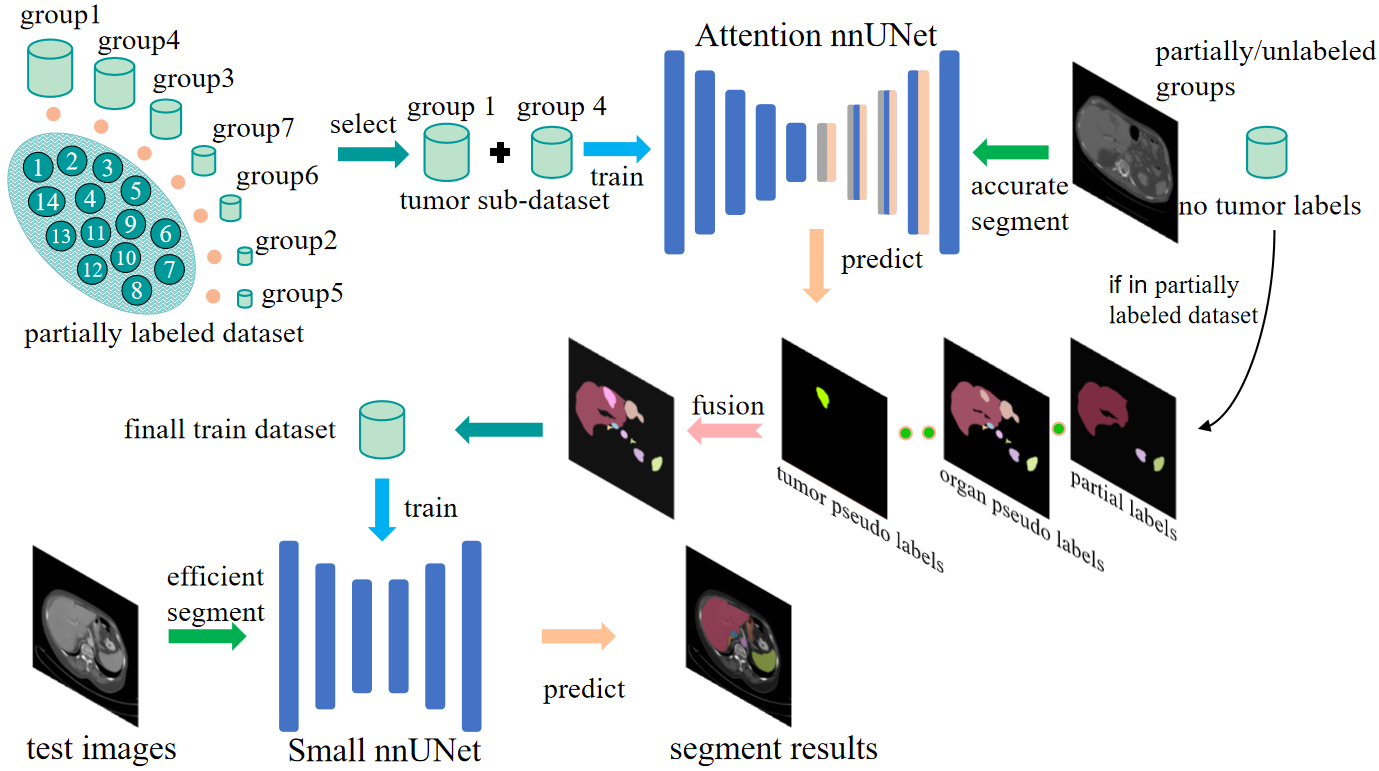 group1
group4
group3
group7
group6
group2
group5
1
2
3
14
4
5
13
11
9
6
12
10
7
8
partially labeled dataset
select
group 1
group 4
tumor sub-dataset
train
Attention nnUNet
partially/unlabeled
groups
accurate
segment
no tumor labels
predict
if in partially
labeled dataset
fusion
tumor pseudo labels
organ pseudo labels
partial labels
finall train dataset
train
efficient
segment
predict
test images
Small nnUNet
segment results